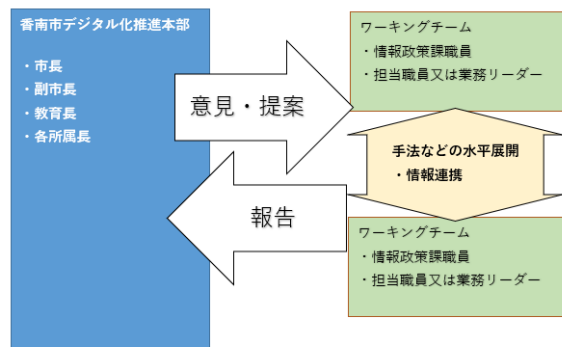 香南市デジタル化推進本部
・市長
・副市長
・教育長
・各所属長
意見・提案
報告
ワーキングチーム
・情報政策課職員
・担当職員又は業務リーダー
手法などの水平展開
・情報連携
ワーキングチーム
・情報政策課職員
・担当職員又は業務リーダー